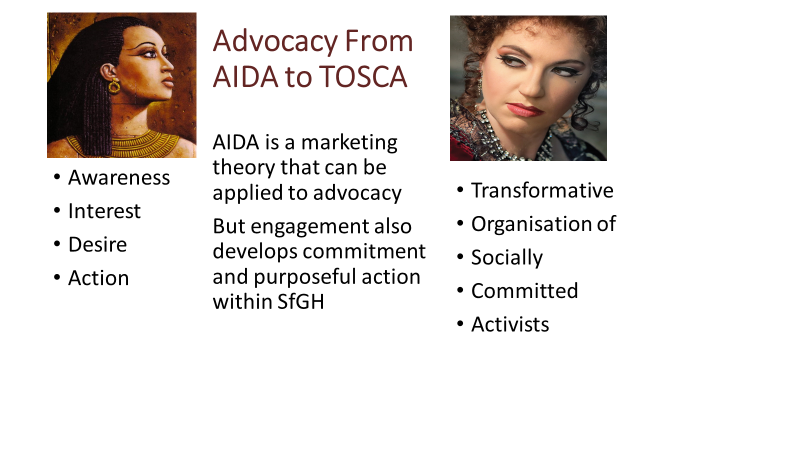 Advocacy From
AIDA to TOSCA
• Awareness
• Interest
• Desire
• Action
AIDA is a marketing
theory that can be
applied to advocacy
But engagement also
develops commitment
and purposeful action
within SfGH
• Transformative
• Organisation of
• Socially
• Committed
• Activists